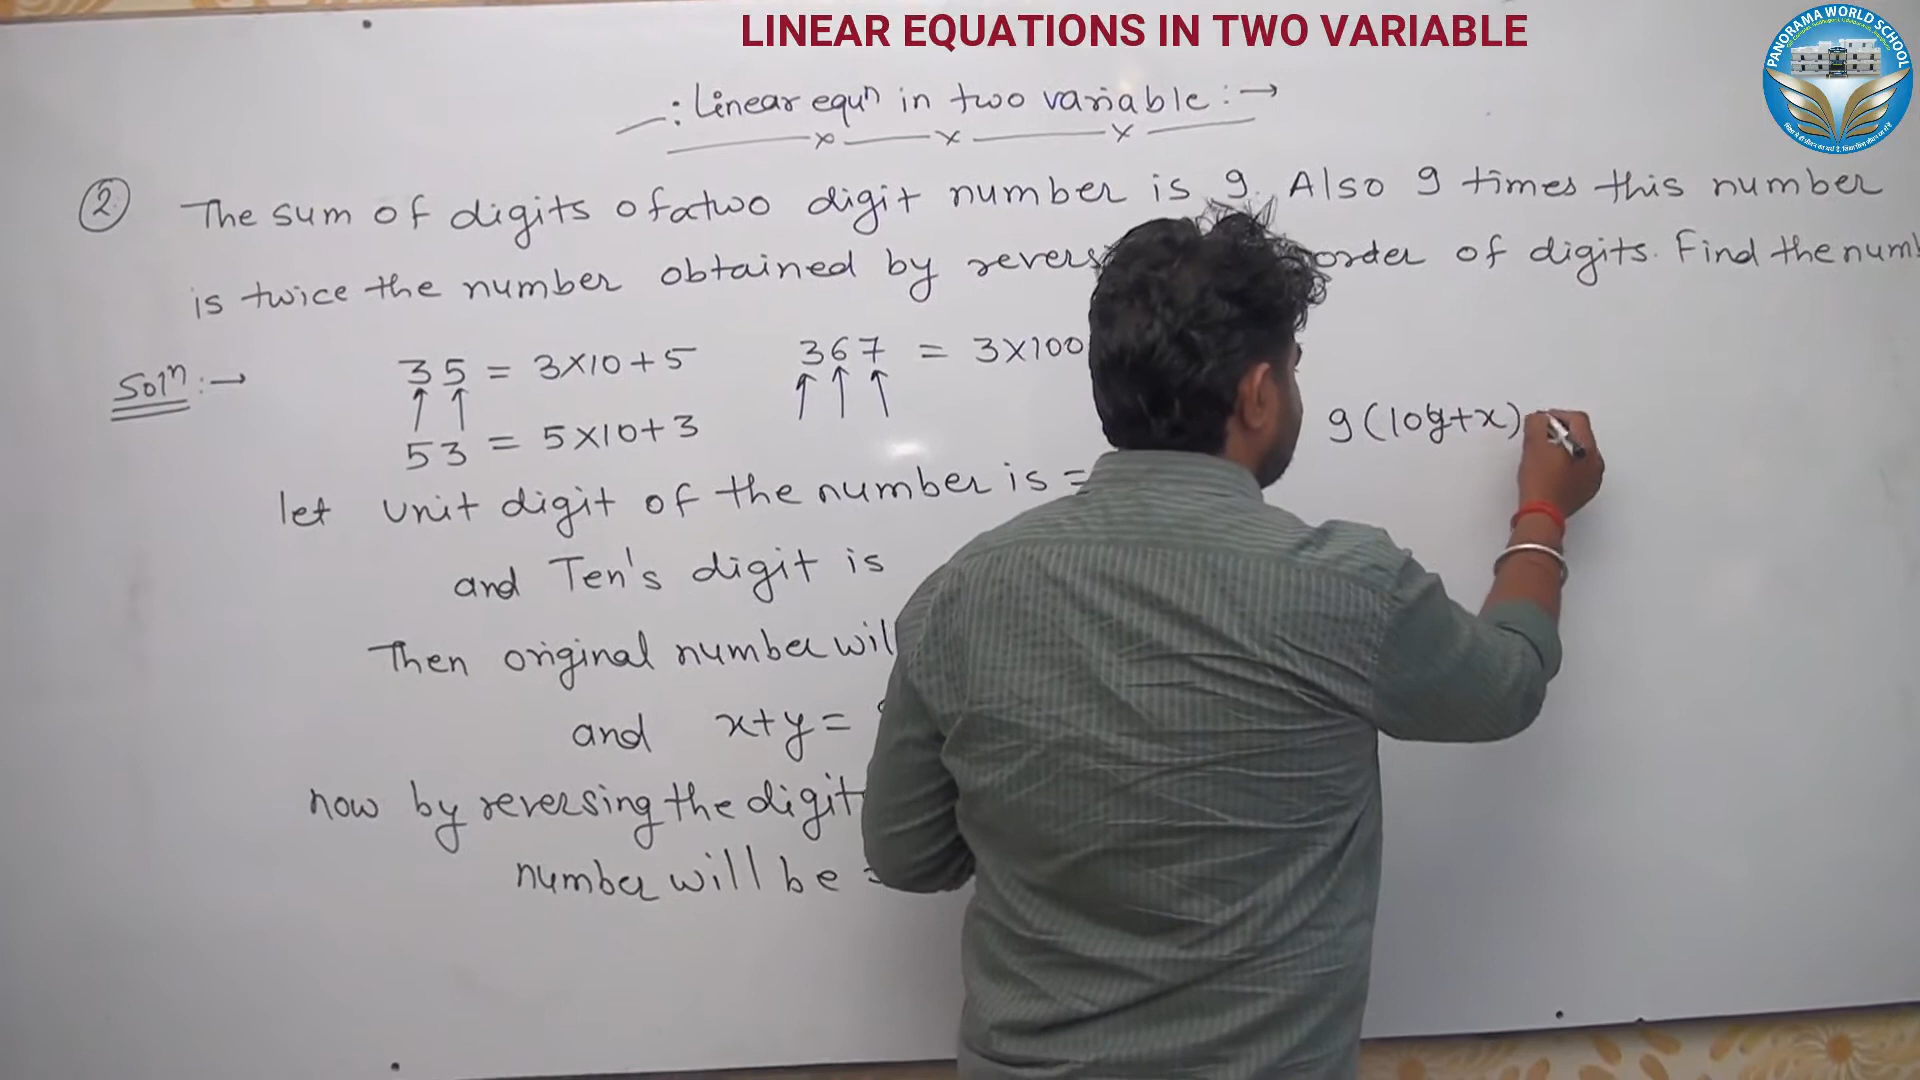 LINEAR EQUATIONS IN TWO VARIABLE
PANORAMA WORLD SCHOOL
:Linear equⁿ in two variable:→
② The sum of digits of a two digit number is 9. Also 9 times this number
is twice the number obtained by revers order of digits. Find the numb
Solⁿ:→
35 = 3×10+5
367 = 3×100
53 = 5×10+3
9(10y+x)
let unit digit of the number is =
and Ten's digit is
Then original number will
and x+y=
now by reversing the digit
number will be =